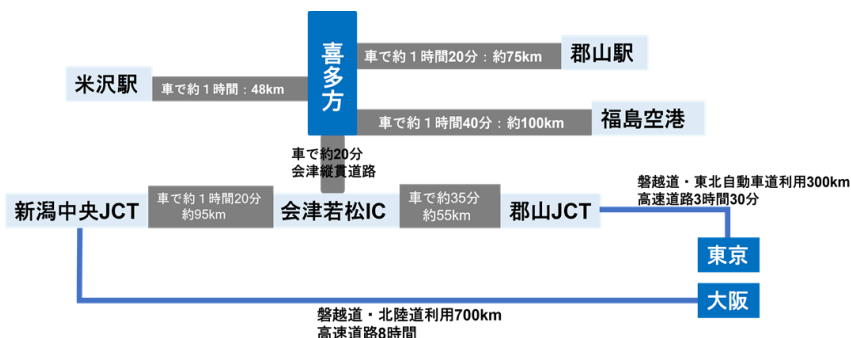 喜多方
車で約1時間20分：約75km
郡山駅
米沢駅
車で約1時間：48km
車で約1時間40分：約100km
福島空港
車で約20分
会津縦貫道路
新潟中央JCT
車で約1時間20分
約95km
会津若松IC
車で約35分
約55km
郡山JCT
磐越道・東北自動車道利用300km
高速道路3時間30分
東京
大阪
磐越道・北陸道利用700km
高速道路8時間